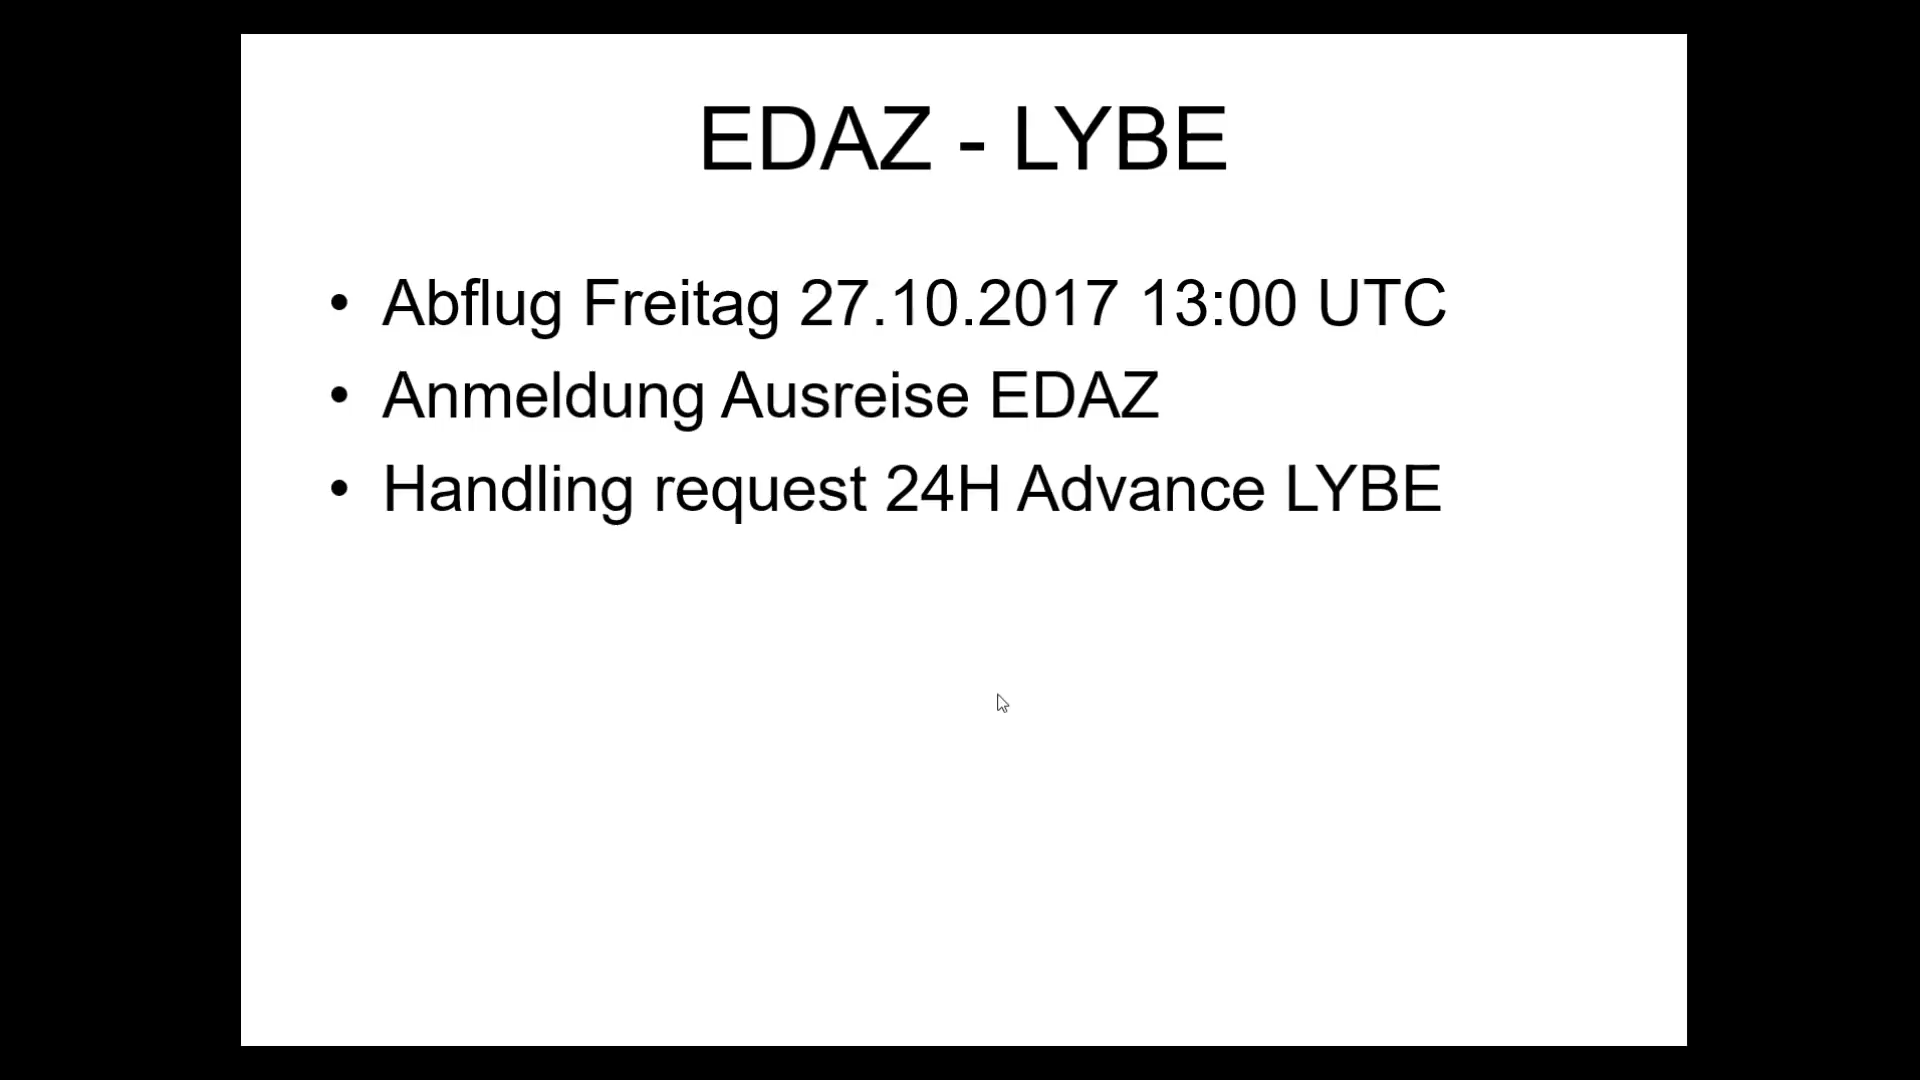 EDAZ - LYBE
• Abflug Freitag 27.10.2017 13:00 UTC
• Anmeldung Ausreise EDAZ
• Handling request 24H Advance LYBE